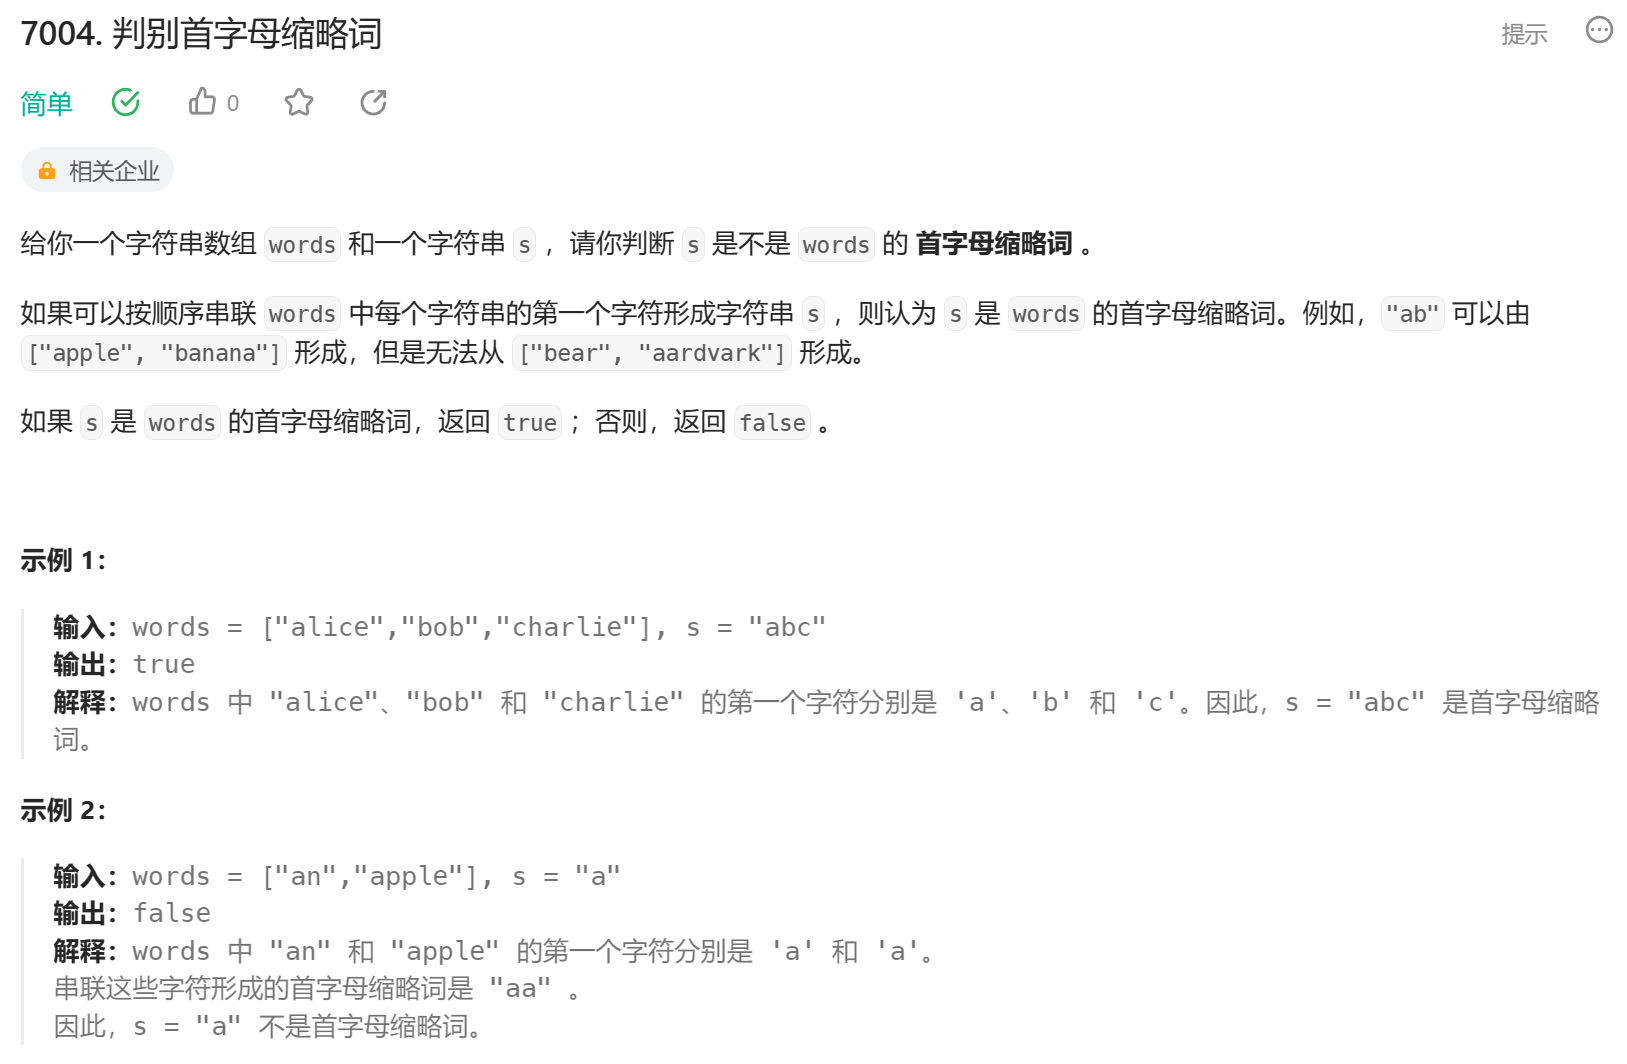 7004. 判别首字母缩略词
提示
简单
0
相关企业
给你一个字符串数组 words 和一个字符串 s ，请你判断 s 是不是 words 的 首字母缩略词 。
如果可以按顺序串联 words 中每个字符串的第一个字符形成字符串 s ，则认为 s 是 words 的首字母缩略词。例如，"ab" 可以由
["apple", "banana"] 形成，但是无法从 ["bear", "aardvark"] 形成。
如果 s 是 words 的首字母缩略词，返回 true ；否则，返回 false 。
示例 1：
输入：words = ["alice","bob","charlie"], s = "abc"
输出：true
解释：words 中 "alice"、"bob" 和 "charlie" 的第一个字符分别是 'a'、'b' 和 'c'。因此，s = "abc" 是首字母缩略
词。
示例 2：
输入：words = ["an","apple"], s = "a"
输出：false
解释：words 中 "an" 和 "apple" 的第一个字符分别是 'a' 和 'a'。
串联这些字符形成的首字母缩略词是 "aa" 。
因此，s = "a" 不是首字母缩略词。